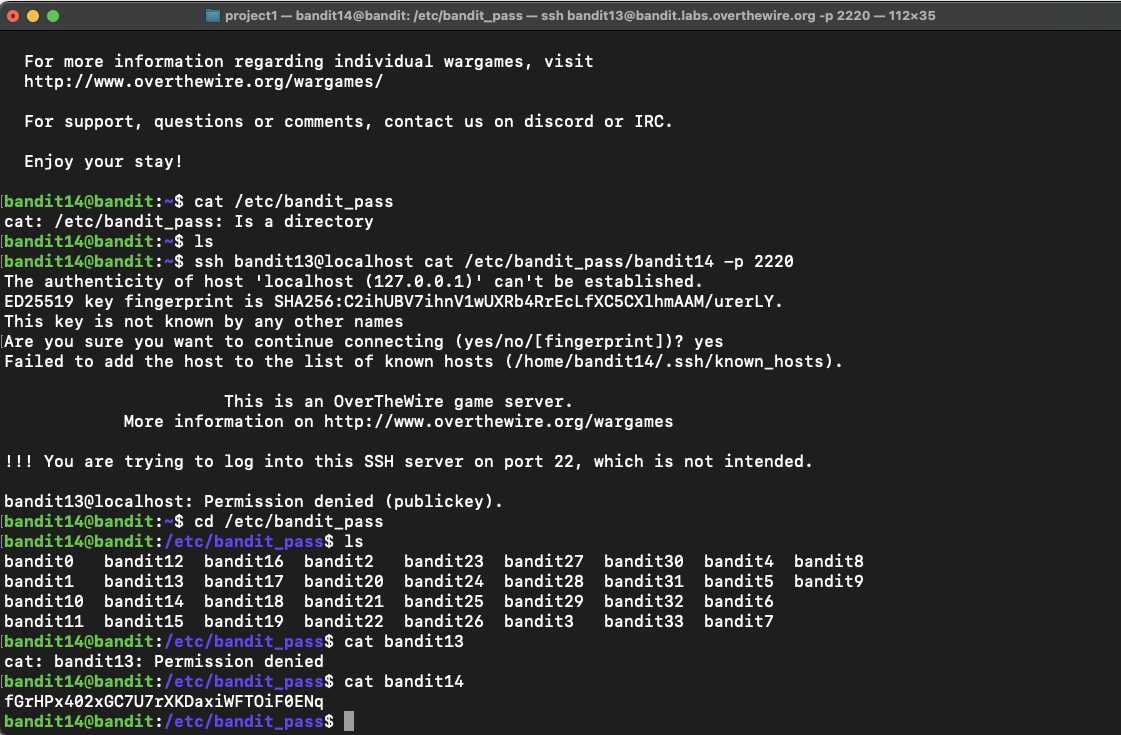 project1 — bandit14@bandit: /etc/bandit_pass — ssh bandit13@bandit.labs.overthewire.org -p 2220 — 112×35
For more information regarding individual wargames, visit
http://www.overthewire.org/wargames/
For support, questions or comments, contact us on discord or IRC.
Enjoy your stay!
[bandit14@bandit:~$ cat /etc/bandit_pass
cat: /etc/bandit_pass: Is a directory
[bandit14@bandit:~$ ls
[bandit14@bandit:~$ ssh bandit13@localhost cat /etc/bandit_pass/bandit14 -p 2220
The authenticity of host 'localhost (127.0.0.1)' can't be established.
ED25519 key fingerprint is SHA256:C2ihUBV7ihnV1wUXRb4RrEcLfXC5CXlhmAAM/urerLY.
This key is not known by any other names
[Are you sure you want to continue connecting (yes/no/[fingerprint])? yes
Failed to add the host to the list of known hosts (/home/bandit14/.ssh/known_hosts).
This is an OverTheWire game server.
More information on http://www.overthewire.org/wargames
!!! You are trying to log into this SSH server on port 22, which is not intended.
bandit13@localhost: Permission denied (publickey).
[bandit14@bandit:~$ cd /etc/bandit_pass
[bandit14@bandit:/etc/bandit_pass$ ls
bandit0 bandit12 bandit16 bandit2 bandit23 bandit27 bandit30 bandit4 bandit8
bandit1 bandit13 bandit17 bandit20 bandit24 bandit28 bandit31 bandit5 bandit9
bandit10 bandit14 bandit18 bandit21 bandit25 bandit29 bandit32 bandit6
bandit11 bandit15 bandit19 bandit22 bandit26 bandit3 bandit33 bandit7
[bandit14@bandit:/etc/bandit_pass$ cat bandit13
cat: bandit13: Permission denied
[bandit14@bandit:/etc/bandit_pass$ cat bandit14
fGrHPx402xGC7U7rXKDaxiWFTOiF0ENq
bandit14@bandit:/etc/bandit_pass$